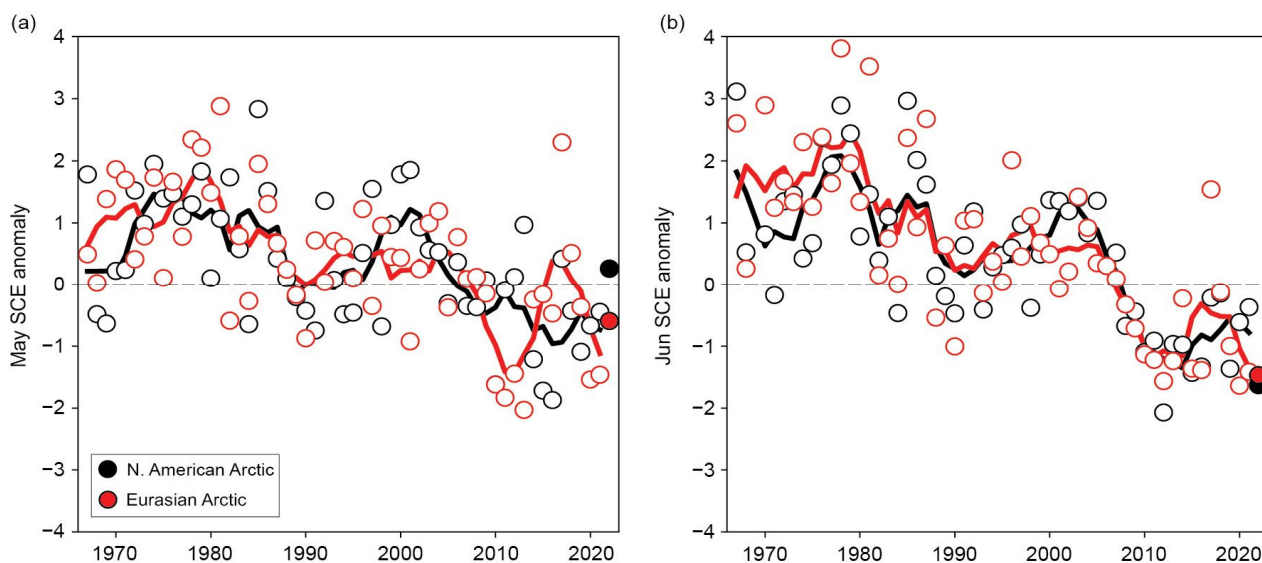 (a)
May SCE anomaly
4
3
2
1
0
−1
−2
−3
−4
N. American Arctic
Eurasian Arctic
1970 1980 1990 2000 2010 2020
(b)
Jun SCE anomaly
4
3
2
1
0
−1
−2
−3
−4
1970 1980 1990 2000 2010 2020